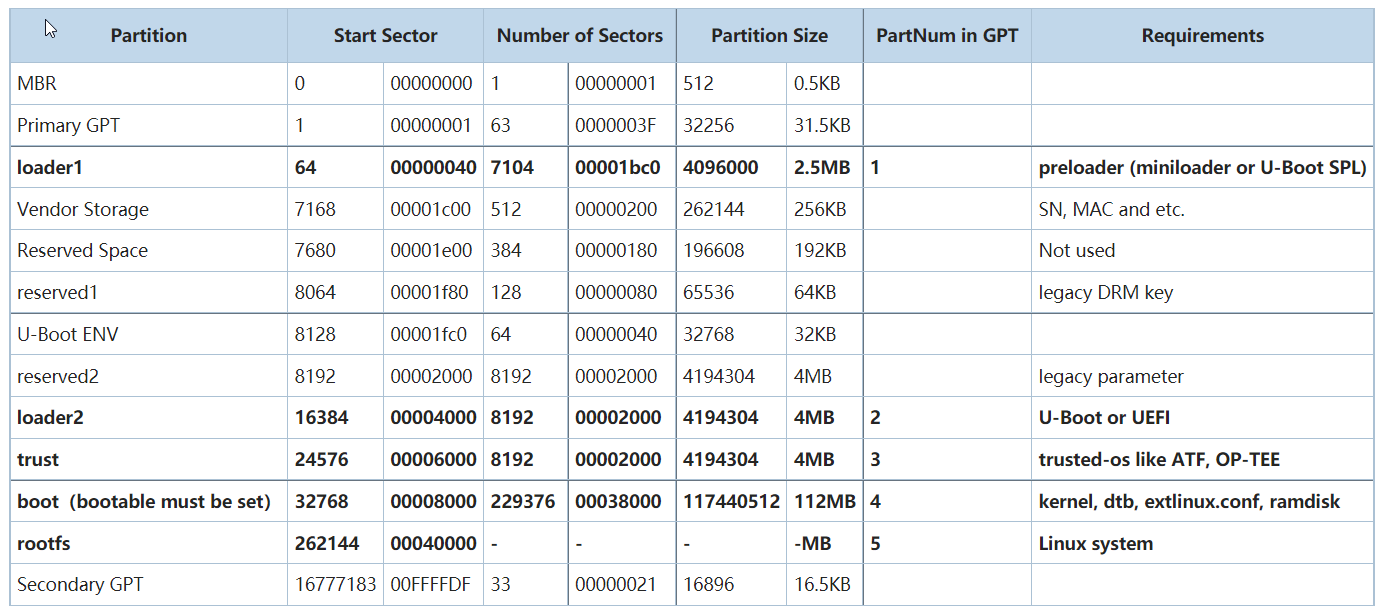 Partition Start Sector Number of Sectors Partition Size PartNum in GPT Requirements
MBR 0 00000000 1 00000001 512 0.5KB
Primary GPT 1 00000001 63 0000003F 32256 31.5KB
loader1 64 00000040 7104 00001bc0 4096000 2.5MB 1 preloader (miniloader or U-Boot SPL)
Vendor Storage 7168 00001c00 512 00000200 262144 256KB SN, MAC and etc.
Reserved Space 7680 00001e00 384 00000180 196608 192KB Not used
reserved1 8064 00001f80 128 00000080 65536 64KB legacy DRM key
U-Boot ENV 8128 00001fc0 64 00000040 32768 32KB
reserved2 8192 00002000 8192 00002000 4194304 4MB legacy parameter
loader2 16384 00004000 8192 00002000 4194304 4MB 2 U-Boot or UEFI
trust 24576 00006000 8192 00002000 4194304 4MB 3 trusted-os like ATF, OP-TEE
boot (bootable must be set) 32768 00008000 229376 00038000 117440512 112MB 4 kernel, dtb, extlinux.conf, ramdisk
rootfs 262144 00040000 - - - -MB 5 Linux system
Secondary GPT 16777183 00FFFFDF 33 00000021 16896 16.5KB